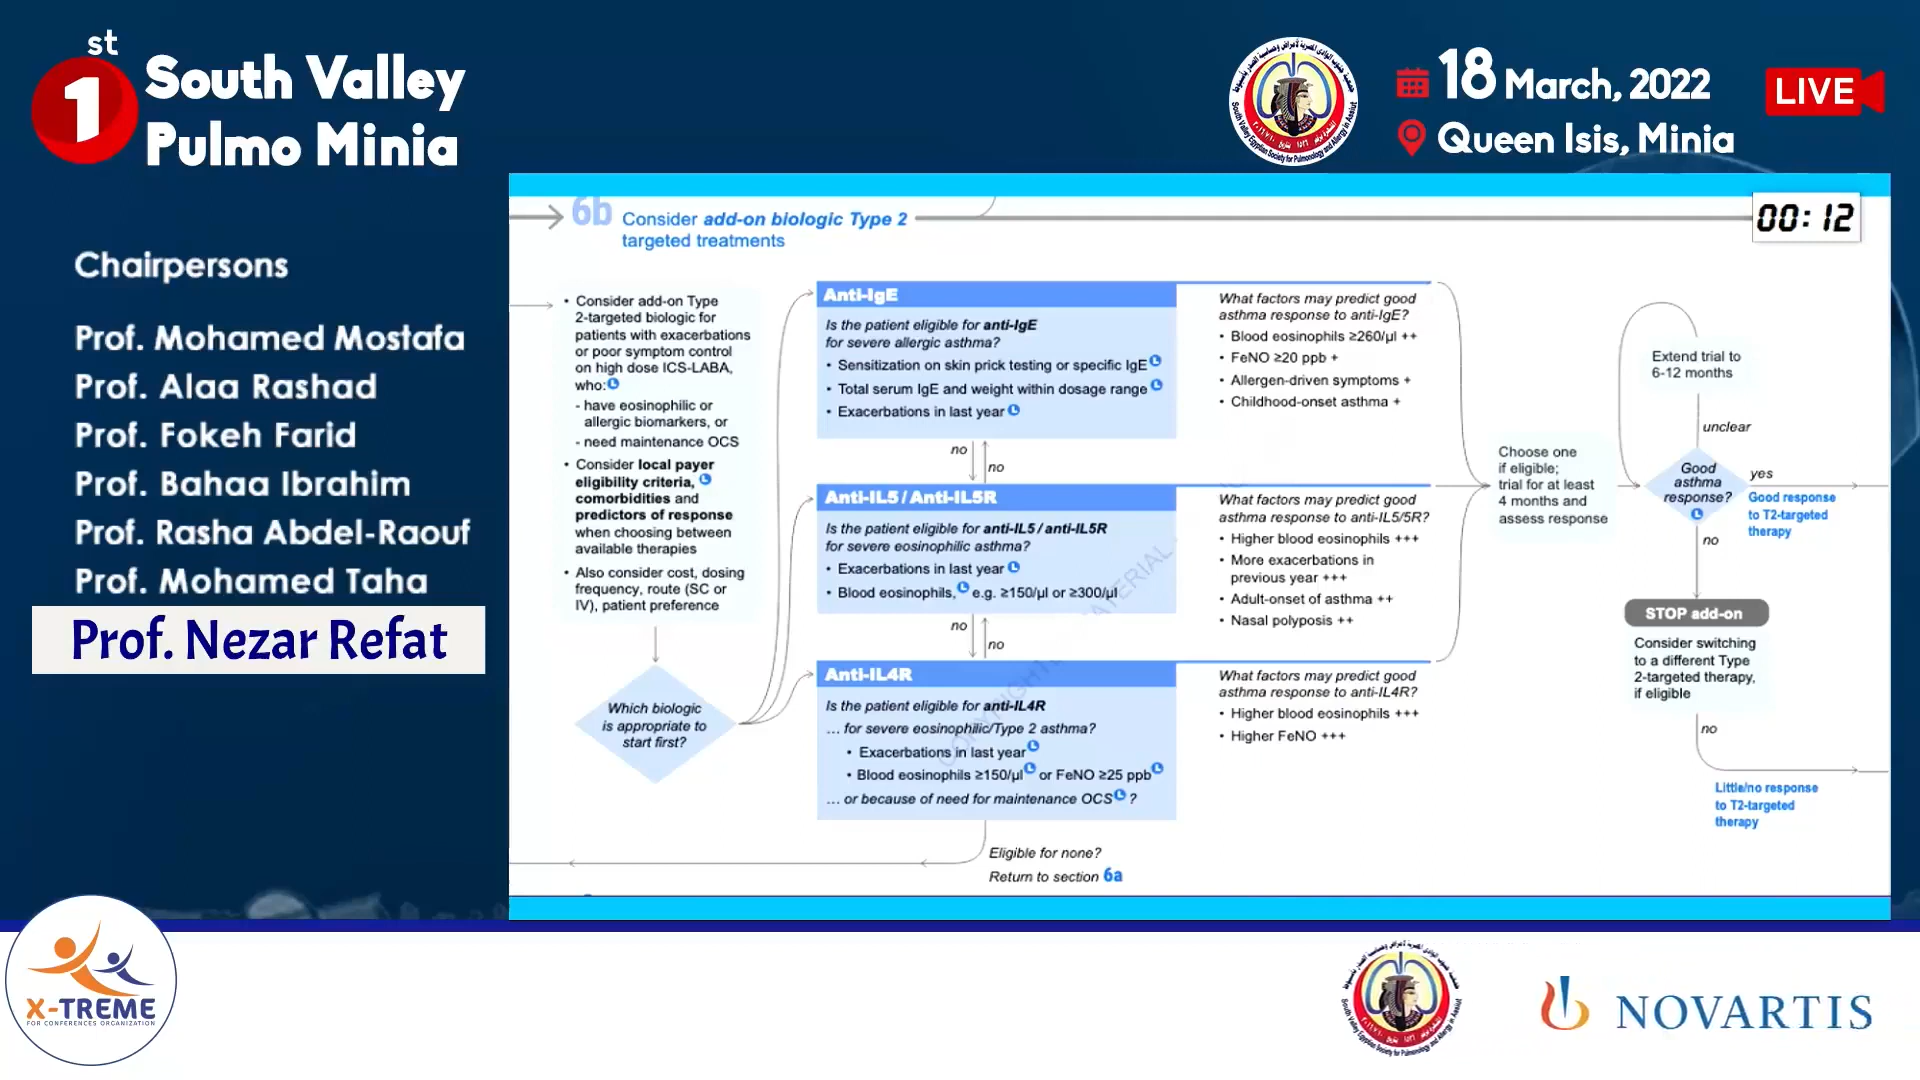 1st
South Valley
Pulmo Minia
18 March, 2022
Queen Isis, Minia
LIVE
Chairpersons
Prof. Mohamed Mostafa
Prof. Alaa Rashad
Prof. Fokeh Farid
Prof. Bahaa Ibrahim
Prof. Rasha Abdel-Raouf
Prof. Mohamed Taha
Prof. Nezar Refat
6b Consider add-on biologic Type 2
targeted treatments
00:12
• Consider add-on Type
2-targeted biologic for
patients with exacerbations
or poor symptom control
on high dose ICS-LABA,
who:
- have eosinophilic or
allergic biomarkers, or
- need maintenance OCS
• Consider local payer
eligibility criteria,
comorbidities and
predictors of response
when choosing between
available therapies
• Also consider cost, dosing
frequency, route (SC or
IV), patient preference
Which biologic
is appropriate to
start first?
Anti-IgE
Is the patient eligible for anti-IgE
for severe allergic asthma?
• Sensitization on skin prick testing or specific IgE
• Total serum IgE and weight within dosage range
• Exacerbations in last year
What factors may predict good
asthma response to anti-IgE?
• Blood eosinophils ≥260/µl ++
• FeNO ≥20 ppb +
• Allergen-driven symptoms +
• Childhood-onset asthma +
no
no
Anti-IL5 / Anti-IL5R
Is the patient eligible for anti-IL5 / anti-IL5R
for severe eosinophilic asthma?
• Exacerbations in last year
• Blood eosinophils, e.g. ≥150/µl or ≥300/µl
What factors may predict good
asthma response to anti-IL5/5R?
• Higher blood eosinophils +++
• More exacerbations in
previous year +++
• Adult-onset of asthma ++
• Nasal polyposis ++
no
no
Anti-IL4R
Is the patient eligible for anti-IL4R
... for severe eosinophilic/Type 2 asthma?
• Exacerbations in last year
• Blood eosinophils ≥150/µl or FeNO ≥25 ppb
... or because of need for maintenance OCS ?
What factors may predict good
asthma response to anti-IL4R?
• Higher blood eosinophils +++
• Higher FeNO +++
Eligible for none?
Return to section 6a
Choose one
if eligible;
trial for at least
4 months and
assess response
Extend trial to
6-12 months
unclear
Good
asthma
response?
yes
Good response
to T2-targeted
therapy
no
STOP add-on
Consider switching
to a different Type
2-targeted therapy,
if eligible
no
Little/no response
to T2-targeted
therapy
X-TREME
FOR CONFERENCES ORGANIZATION
South Valley Egyptian Society for Pulmonology and Allergy in Assiut
NOVARTIS